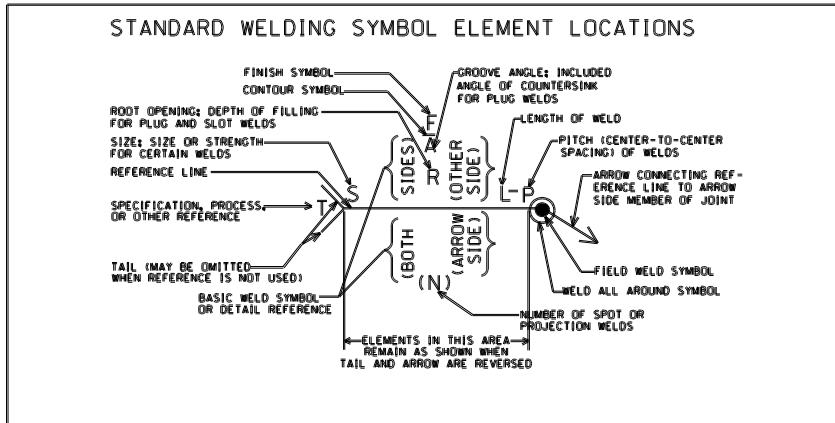 STANDARD WELDING SYMBOL ELEMENT LOCATIONS
FINISH SYMBOL
CONTOUR SYMBOL
ROOT OPENING; DEPTH OF FILLING
FOR PLUG AND SLOT WELDS
SIZE; SIZE OR STRENGTH
FOR CERTAIN WELDS
REFERENCE LINE
SPECIFICATION, PROCESS,
OR OTHER REFERENCE
TAIL (MAY BE OMITTED
WHEN REFERENCE IS NOT USED)
BASIC WELD SYMBOL
OR DETAIL REFERENCE
F
A
R
S
T
(BOTH
SIDES)
(ARROW
SIDE)
(OTHER
SIDE)
L-P
(N)
GROOVE ANGLE; INCLUDED
ANGLE OF COUNTERSINK
FOR PLUG WELDS
LENGTH OF WELD
PITCH (CENTER-TO-CENTER
SPACING) OF WELDS
ARROW CONNECTING REF-
ERENCE LINE TO ARROW
SIDE MEMBER OF JOINT
FIELD WELD SYMBOL
WELD ALL AROUND SYMBOL
NUMBER OF SPOT OR
PROJECTION WELDS
ELEMENTS IN THIS AREA
REMAIN AS SHOWN WHEN
TAIL AND ARROW ARE REVERSED